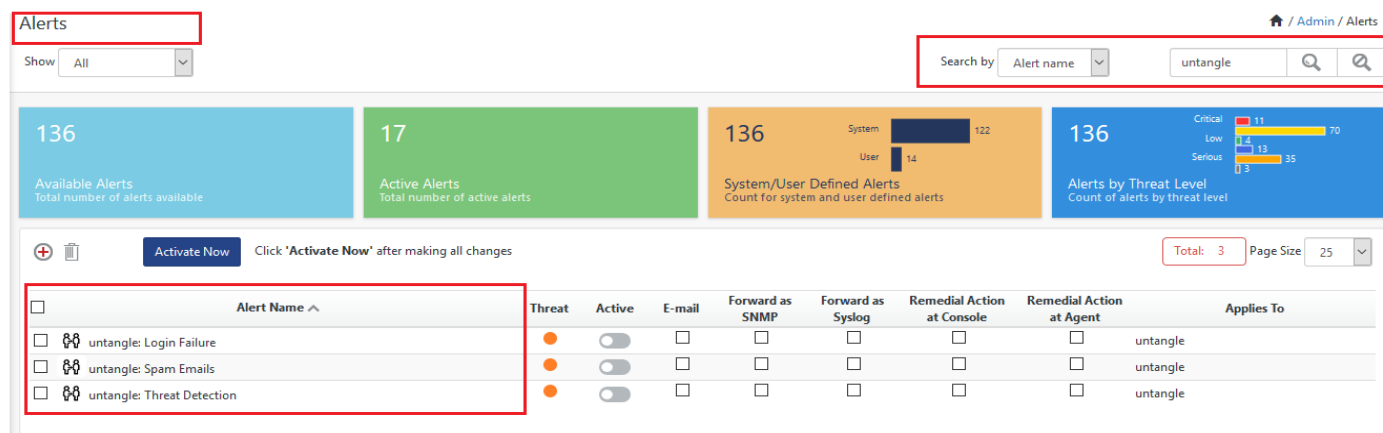 Alerts
/ Admin / Alerts
Show All
Search by Alert name untangle
136
Available Alerts
Total number of alerts available
17
Active Alerts
Total number of active alerts
136
System 122
User 14
System/User Defined Alerts
Count for system and user defined alerts
136
Critical 11
70
Low 4
13
Serious 35
3
Alerts by Threat Level
Count of alerts by threat level
Activate Now Click 'Activate Now' after making all changes
Total: 3 Page Size 25
Alert Name Threat Active E-mail Forward as SNMP Forward as Syslog Remedial Action at Console Remedial Action at Agent Applies To
untangle: Login Failure untangle
untangle: Spam Emails untangle
untangle: Threat Detection untangle